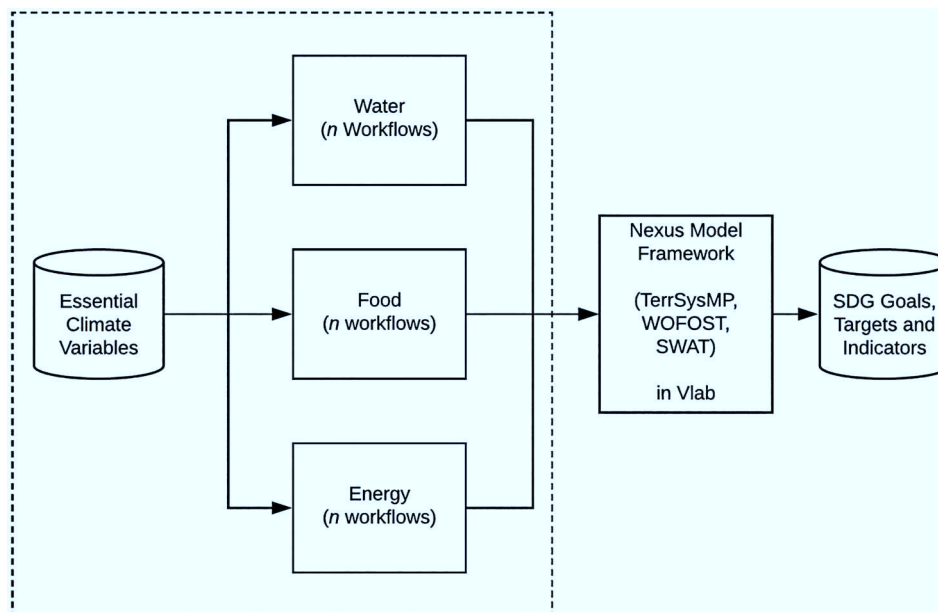 Water
(n Workflows)
Essential
Climate
Variables
Food
(n workflows)
Energy
(n workflows)
Nexus Model
Framework
(TerrSysMP,
WOFOST,
SWAT)
in Vlab
SDG Goals,
Targets and
Indicators